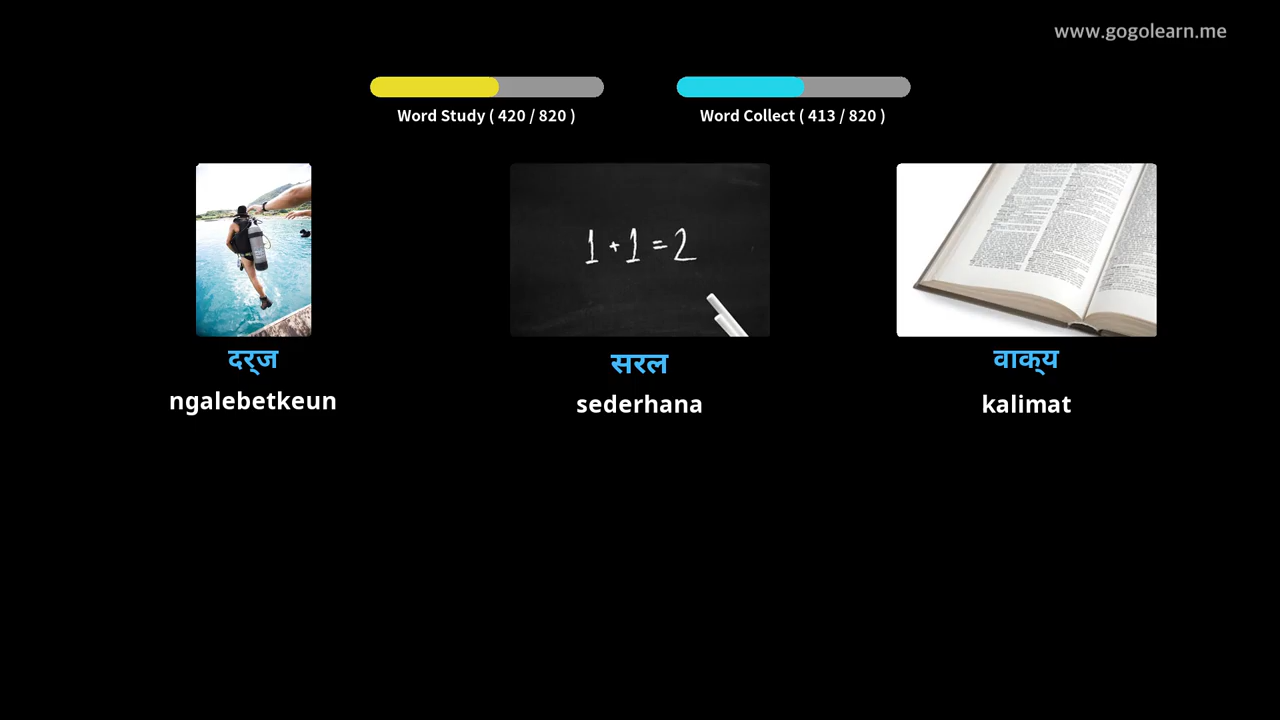 www.gogolearn.me
Word Study ( 420 / 820 )
Word Collect ( 413 / 820 )
1 + 1 = 2
दर्ज
ngalebetkeun
सरल
sederhana
वाक्य
kalimat